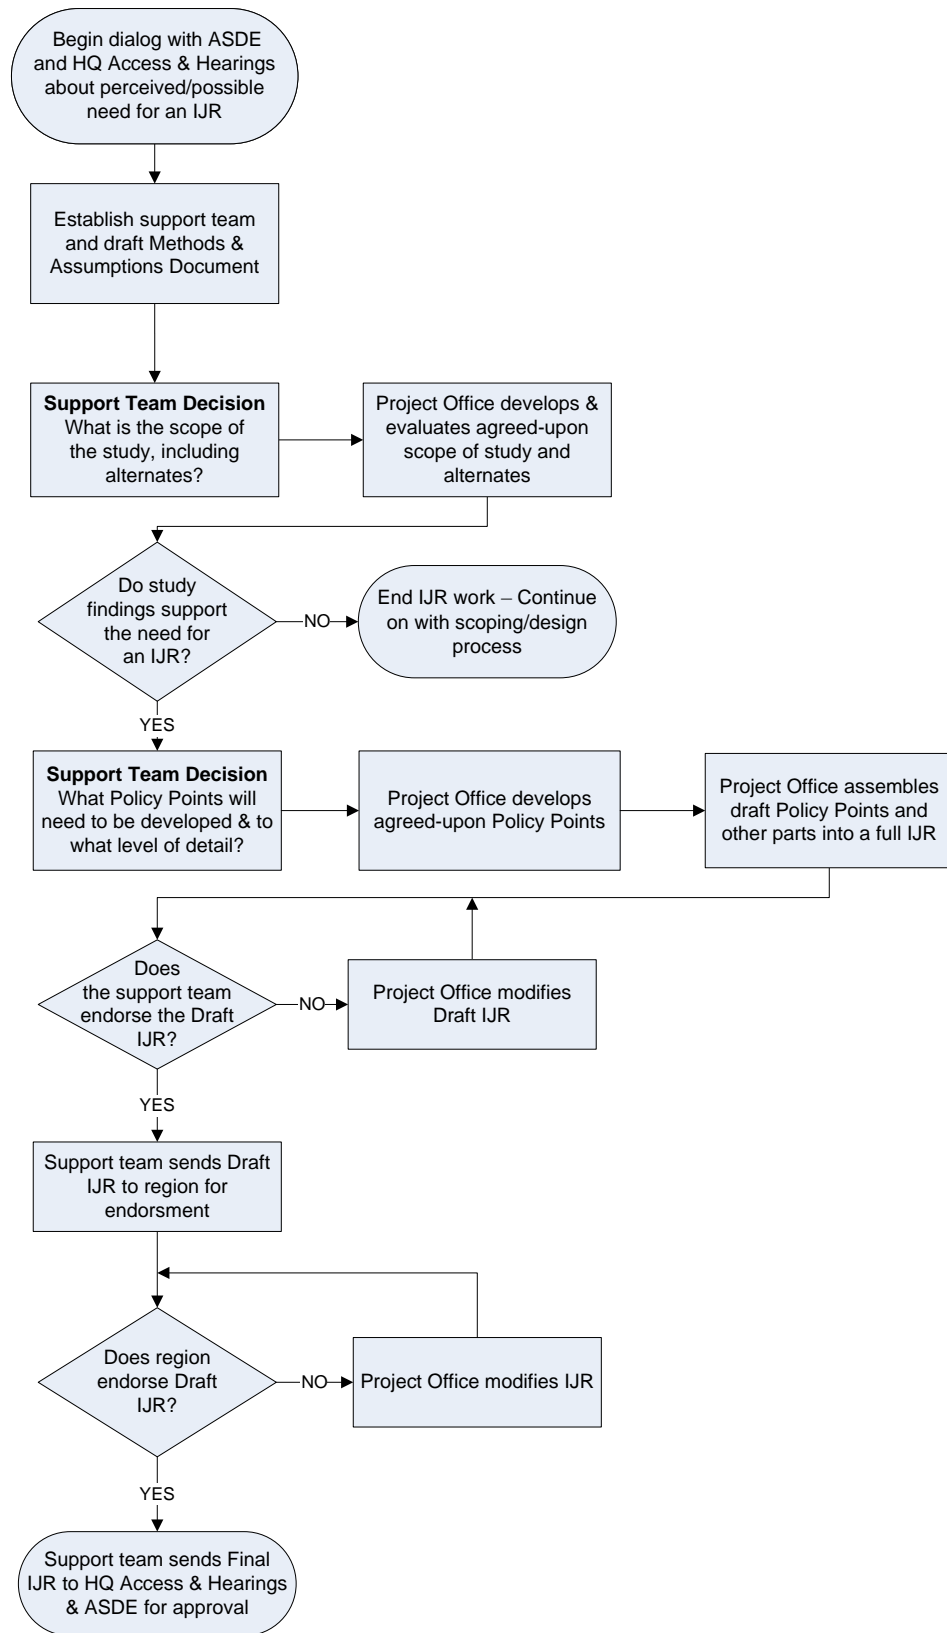 Begin dialog with ASDE
and HQ Access & Hearings
about perceived/possible
need for an IJR
Establish support team
and draft Methods &
Assumptions Document
Support Team Decision
What is the scope of
the study, including
alternates?
Project Office develops &
evaluates agreed-upon
scope of study and
alternates
Do study
findings support
the need for
an IJR?
NO
End IJR work – Continue
on with scoping/design
process
YES
Support Team Decision
What Policy Points will
need to be developed & to
what level of detail?
Project Office develops
agreed-upon Policy Points
Project Office assembles
draft Policy Points and
other parts into a full IJR
Does
the support team
endorse the Draft
IJR?
NO
Project Office modifies
Draft IJR
YES
Support team sends Draft
IJR to region for
endorsment
Does region
endorse Draft
IJR?
NO
Project Office modifies IJR
YES
Support team sends Final
IJR to HQ Access & Hearings
& ASDE for approval